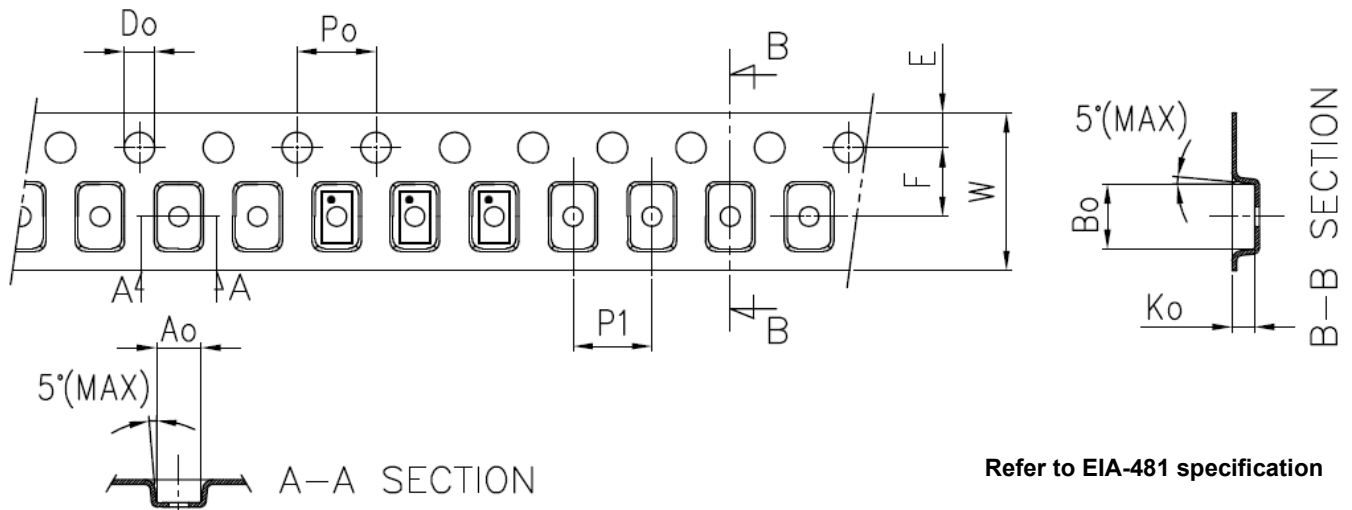 Do
Po
B
E
5°(MAX)
F
W
Bo
B-B SECTION
A
A
P1
B
Ko
Ao
5°(MAX)
A-A SECTION
Refer to EIA-481 specification